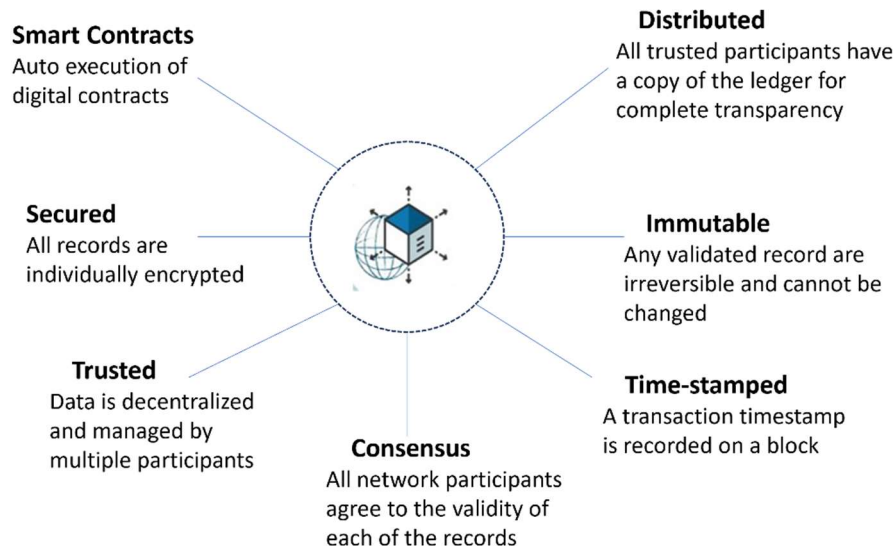 Smart Contracts
Auto execution of
digital contracts
Distributed
All trusted participants have
a copy of the ledger for
complete transparency
Secured
All records are
individually encrypted
Immutable
Any validated record are
irreversible and cannot be
changed
Trusted
Data is decentralized
and managed by
multiple participants
Consensus
All network participants
agree to the validity of
each of the records
Time-stamped
A transaction timestamp
is recorded on a block